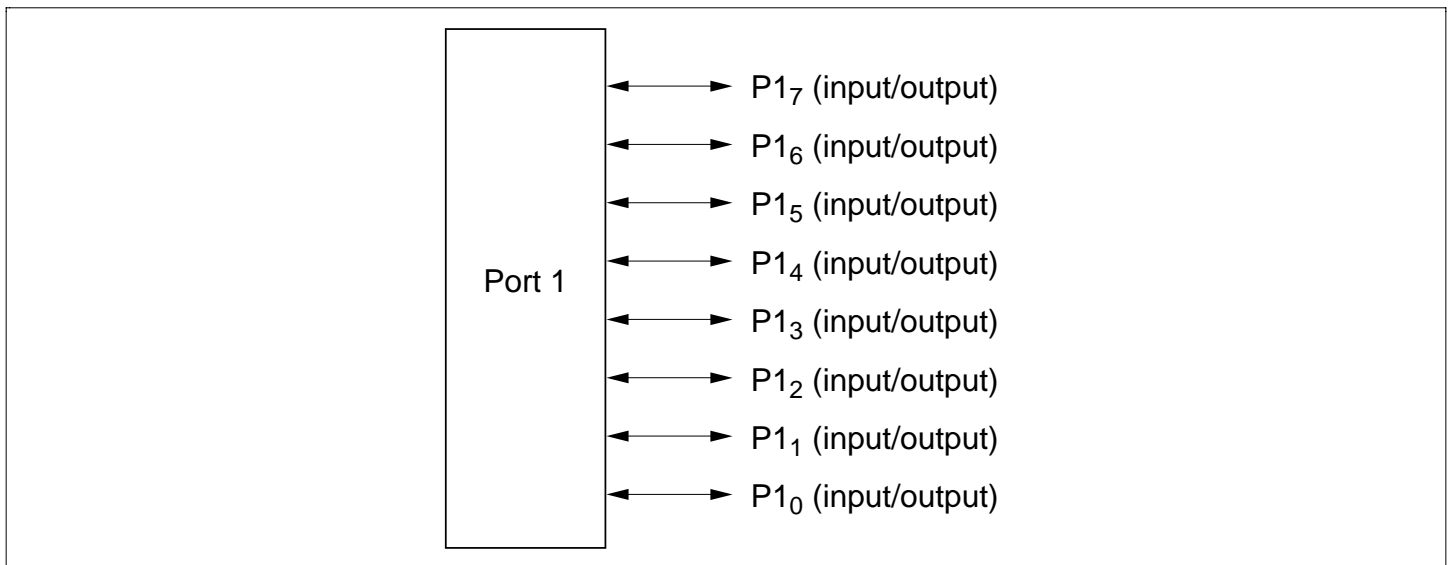 P1₇ (input/output)
P1₆ (input/output)
P1₅ (input/output)
P1₄ (input/output)
Port 1
P1₃ (input/output)
P1₂ (input/output)
P1₁ (input/output)
P1₀ (input/output)